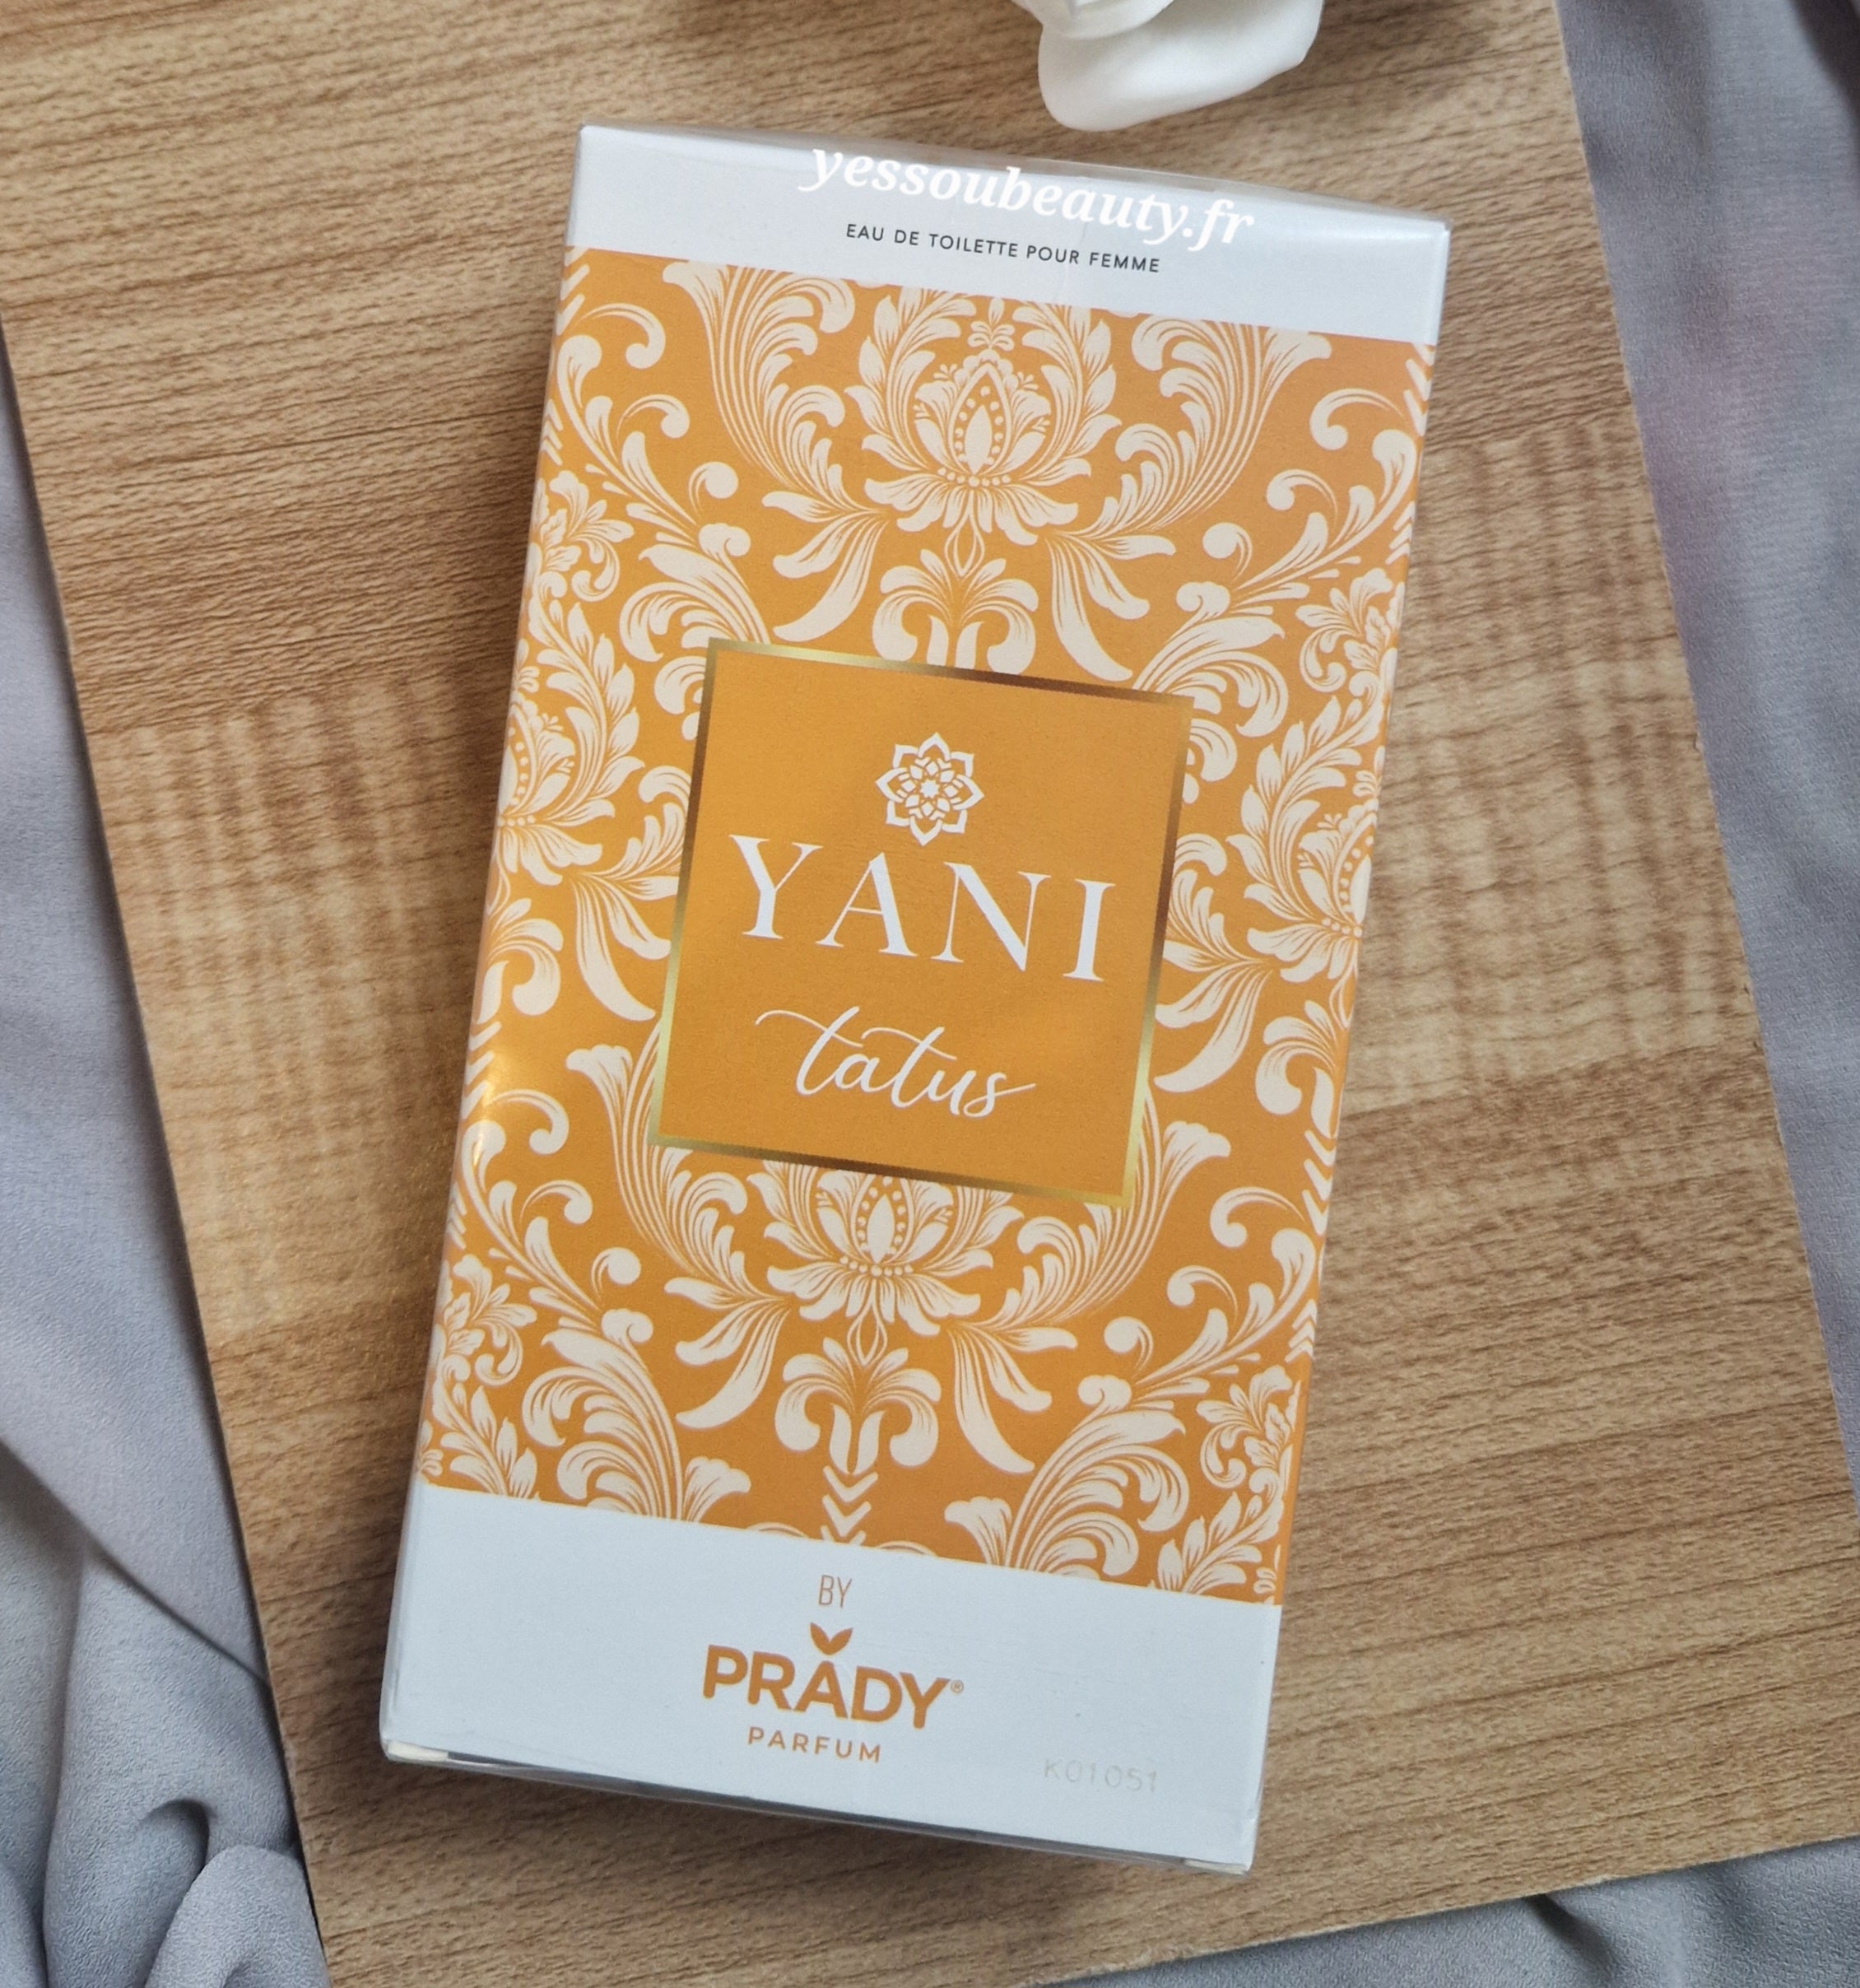 yessoubeauty.fr
EAU DE TOILETTE POUR FEMME
YANI
tatus
BY
PRADY®
PARFUM
K01051